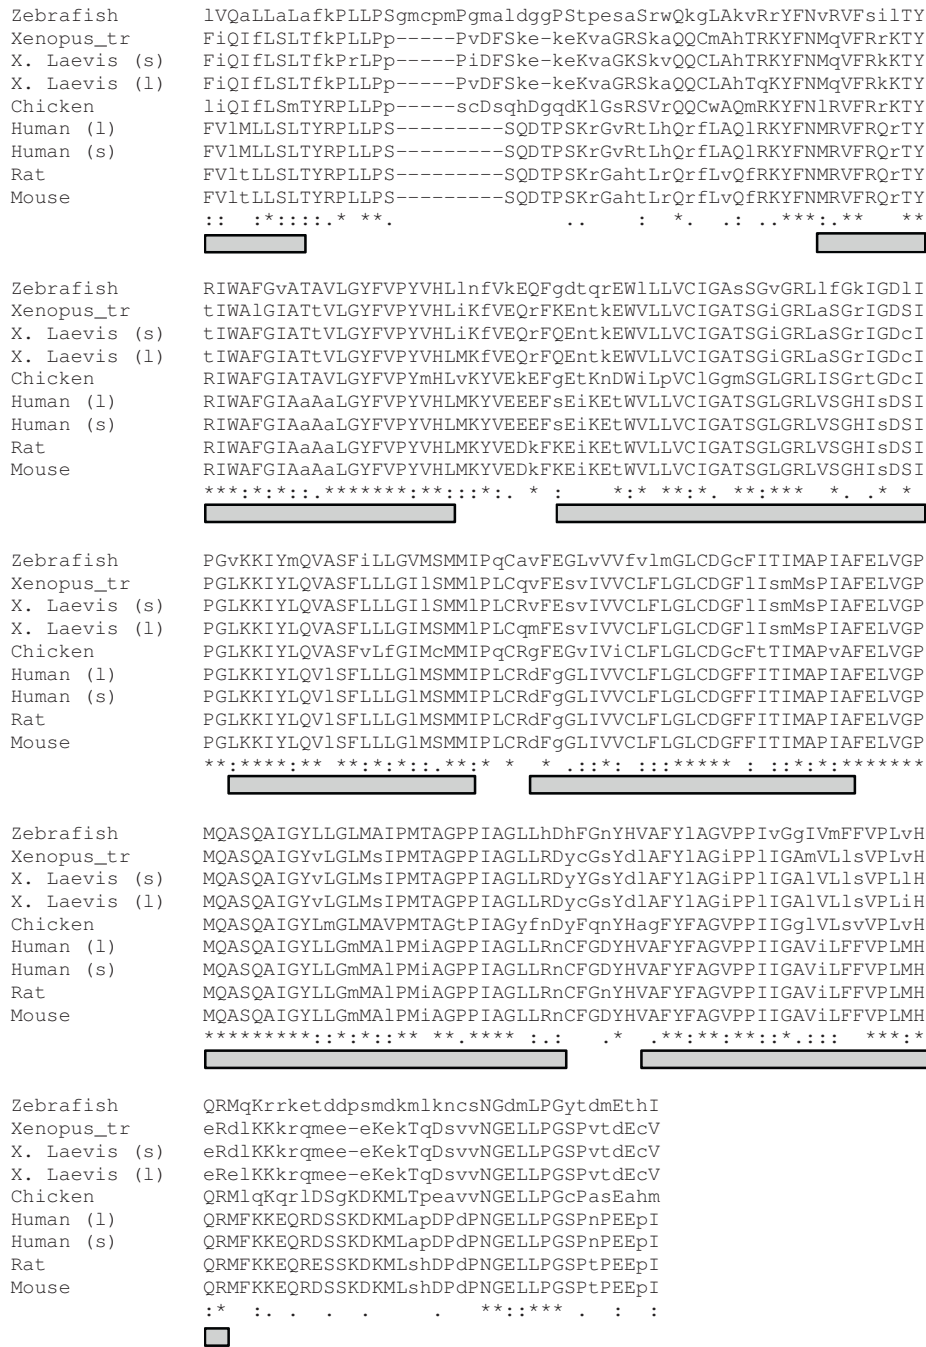 Zebrafish lVQaLLaLafkPLLPSgmcpmPgmaldggPStpesaSrwQkgLAkvRrYFNvRVFsilTY
Xenopus_tr FiQIfLSLTfkPLLPp-----PvDFSke-keKvaGRSkaQQCmAhTRKYFNMqVFRrKTY
X. Laevis (s) FiQIfLSLTfkPrLPp-----PiDFSke-keKvaGKSkvQQCLAhTRKYFNMqVFRkKTY
X. Laevis (l) FiQIfLSLTfkPLLPp-----PvDFSke-keKvaGRSkaQQCLAhTqKYFNMqVFRkKTY
Chicken liQIfLSmTYkPLLPp-----scDsqhDgqdKlGsRSVrQQCwAQmRKYFNlRVFRrKTY
Human (l) FVlMLLSLTYRPLLPS---------SQDTPSKrGvRtLhQrfLAQlRKYFNMRVFRQrTY
Human (s) FVlMLLSLTYRPLLPS---------SQDTPSKrGvRtLhQrfLAQlRKYFNMRVFRQrTY
Rat FVltLLSLTYRPLLPS---------SQDTPSKrGahtLrQrfLvQfRKYFNMRVFRQrTY
Mouse FVltLLSLTYRPLLPS---------SQDTPSKrGahtLrQrfLvQfRKYFNMRVFRQrTY
:: :*::::.* **. .. : *. .: ..***:.** **
Zebrafish RIWAFGvATAVLGYFVPYVHLlnfVkEQFgdtqrEWlLLVCIGAsSGvGRLlfGkIGDlI
Xenopus_tr tIWAlGIATtVLGYFVPYVHLiKfVEQrFKEntkEWVLLVCIGATSGiGRLaSGrIGDSI
X. Laevis (s) tIWAFGIATtVLGYFVPYVHLiKfVEQrFQEntkEWVLLVCIGATSGiGRLaSGrIGDcI
X. Laevis (l) tIWAFGIATtVLGYFVPYVHLMKfVEQrFQEntkEWVLLVCIGATSGiGRLaSGrIGDcI
Chicken RIWAFGIATAVLGYFVPYmHLvKYVEkEFgEtKnDWiLpVClGgmSGLGRLISGrtGDcI
Human (l) RIWAFGIAaAaLGYFVPYVHLMKYVEEEFsEiKEtWVLLVCIGATSGLGRLVSGHIsDSI
Human (s) RIWAFGIAaAaLGYFVPYVHLMKYVEEEFsEiKEtWVLLVCIGATSGLGRLVSGHIsDSI
Rat RIWAFGIAaAaLGYFVPYVHLMKYVEDkFKEiKEtWVLLVCIGATSGLGRLVSGHIsDSI
Mouse RIWAFGIAaAaLGYFVPYVHLMKYVEDkFKEiKEtWVLLVCIGATSGLGRLVSGHIsDSI
***:*:*::.*******:**:::*:. * : *:* **:*. **:*** *. .* *
Zebrafish PGvKKIYmQVASFiLLGVMSMMIPqCavFEGLvVVfvlmGLCDGcFITIMAPIAFELVGP
Xenopus_tr PGLKKIYLQVASFLLLGIlSMMlPLCqvFEsvIVVCLFLGLCDGFlIsmMsPIAFELVGP
X. Laevis (s) PGLKKIYLQVASFLLLGIlSMMlPLCRvFEsvIVVCLFLGLCDGFlIsmMsPIAFELVGP
X. Laevis (l) PGLKKIYLQVASFLLLGIMSMMlPLCqmFEsvIVVCLFLGLCDGFlIsmMsPIAFELVGP
Chicken PGLKKIYLQVASFvLfGIMcMMIPqCRgFEGvIViCLFLGLCDGcFtTIMAPvAFELVGP
Human (l) PGLKKIYLQVlSFLLLGlMSMMIPLCRdFgGLIVVCLFLGLCDGFFITIMAPIAFELVGP
Human (s) PGLKKIYLQVlSFLLLGlMSMMIPLCRdFgGLIVVCLFLGLCDGFFITIMAPIAFELVGP
Rat PGLKKIYLQVlSFLLLGlMSMMIPLCRdFgGLIVVCLFLGLCDGFFITIMAPIAFELVGP
Mouse PGLKKIYLQVlSFLLLGlMSMMIPLCRdFgGLIVVCLFLGLCDGFFITIMAPIAFELVGP
**:****:** **:*:*::.**:* * * .::*: :::***** : ::*:*:*******
Zebrafish MQASQAIGYLLGLMAIPMTAGPPIAGLLhDhFGnYHVAFYlAGVPPIvGgIVmFFVPLvH
Xenopus_tr MQASQAIGYvLGLMsIPMTAGPPIAGLLRDycGsYdlAFYlAGiPPlIGAmVLlsVPLvH
X. Laevis (s) MQASQAIGYvLGLMsIPMTAGPPIAGLLRDyYGsYdlAFYlAGiPPlIGAlVLlsVPLlH
X. Laevis (l) MQASQAIGYvLGLMsIPMTAGPPIAGLLRDycGsYdlAFYlAGiPPlIGAlVLlsVPLiH
Chicken MQASQAIGYLmGLMAVPMTAGtPIAGyfnDyFqnYHagFYFAGVPPIIGglVLsvVPLvH
Human (l) MQASQAIGYLLGmMAlPMiAGPPIAGLLRnCFGDYHVAFYFAGVPPIIGAViLFFVPLMH
Human (s) MQASQAIGYLLGmMAlPMiAGPPIAGLLRnCFGDYHVAFYFAGVPPIIGAViLFFVPLMH
Rat MQASQAIGYLLGmMAlPMiAGPPIAGLLRnCFGnYHVAFYFAGVPPIIGAViLFFVPLMH
Mouse MQASQAIGYLLGmMAlPMiAGPPIAGLLRnCFGDYHVAFYFAGVPPIIGAViLFFVPLMH
*********::*:*::** **.**** :.: .* .**:**::*.::: ***:*
Zebrafish QRMqKrrketddpsmdkmlkncsNGdmLPGytdmEthI
Xenopus_tr eRdlKKkrqmee-eKekTqDsvvNGELLPGSPvtdEcV
X. Laevis (s) eRdlKKkrqmee-eKekTqDsvvNGELLPGSPvtdEcV
X. Laevis (l) eRelKKkrqmee-eKekTqDsvvNGELLPGSPvtdEcV
Chicken QRMlqKqrlDSgKDKMLTpeavvNGELLPGcPasEahm
Human (l) QRMFKKEQRDSSKDKMLapDPdPNGELLPGSPnPEEpI
Human (s) QRMFKKEQRDSSKDKMLapDPdPNGELLPGSPnPEEpI
Rat QRMFKKEQRESSKDKMLshDPdPNGELLPGSPtPEEpI
Mouse QRMFKKEQRDSSKDKMLshDPdPNGELLPGSPtPEEpI
:* :. . . . . **::*** . : :